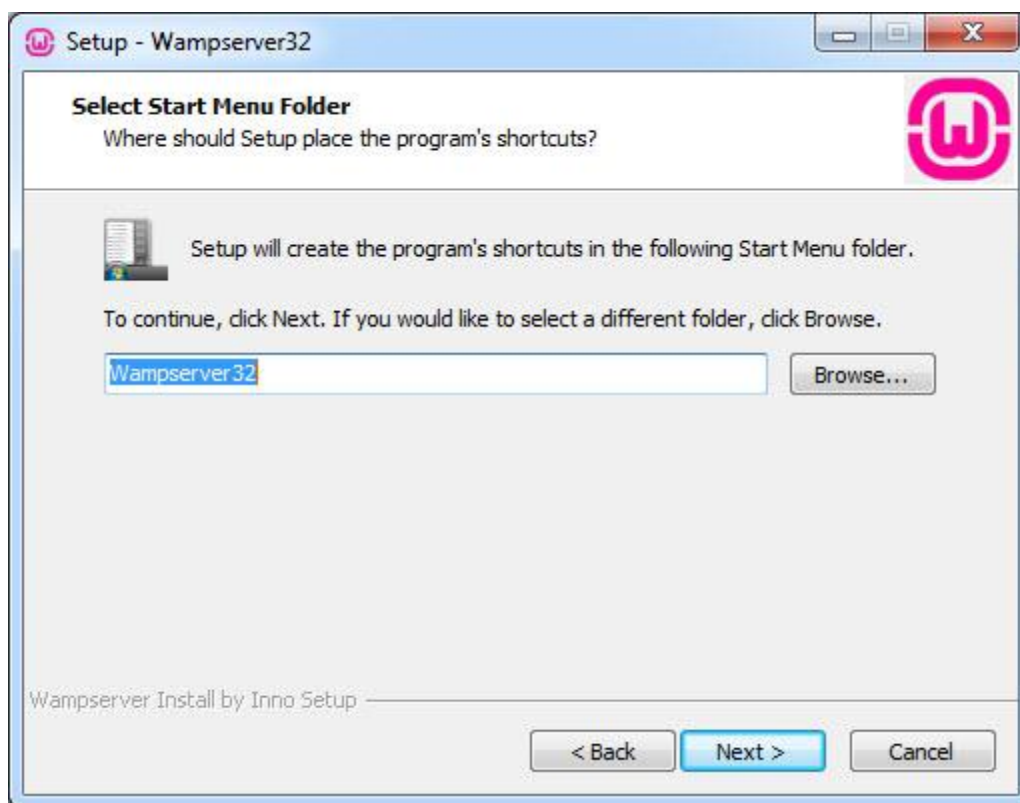 Setup - Wampserver32
Select Start Menu Folder
Where should Setup place the program's shortcuts?
Setup will create the program's shortcuts in the following Start Menu folder.
To continue, click Next. If you would like to select a different folder, click Browse.
Wampserver32
Browse...
Wampserver Install by Inno Setup
< Back
Next >
Cancel